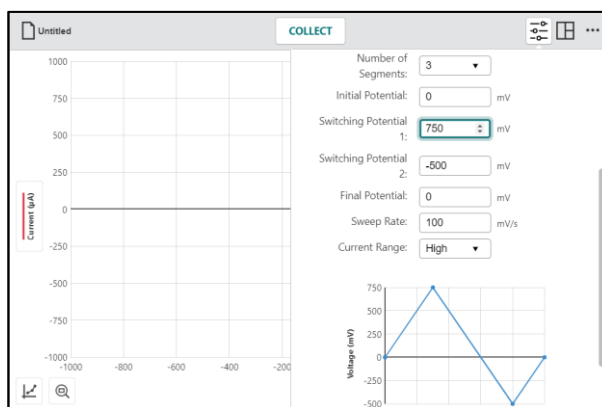 Untitled
COLLECT
Number of
Segments:
3
Initial Potential:
0
mV
Switching Potential
1:
750
mV
Switching Potential
2:
-500
mV
Final Potential:
0
mV
Sweep Rate:
100
mV/s
Current Range:
High
Current (µA)
1000
750
500
250
0
-250
-500
-750
-1000
-1000
-800
-600
-400
-200
Voltage (mV)
750
500
250
0
-250
-500